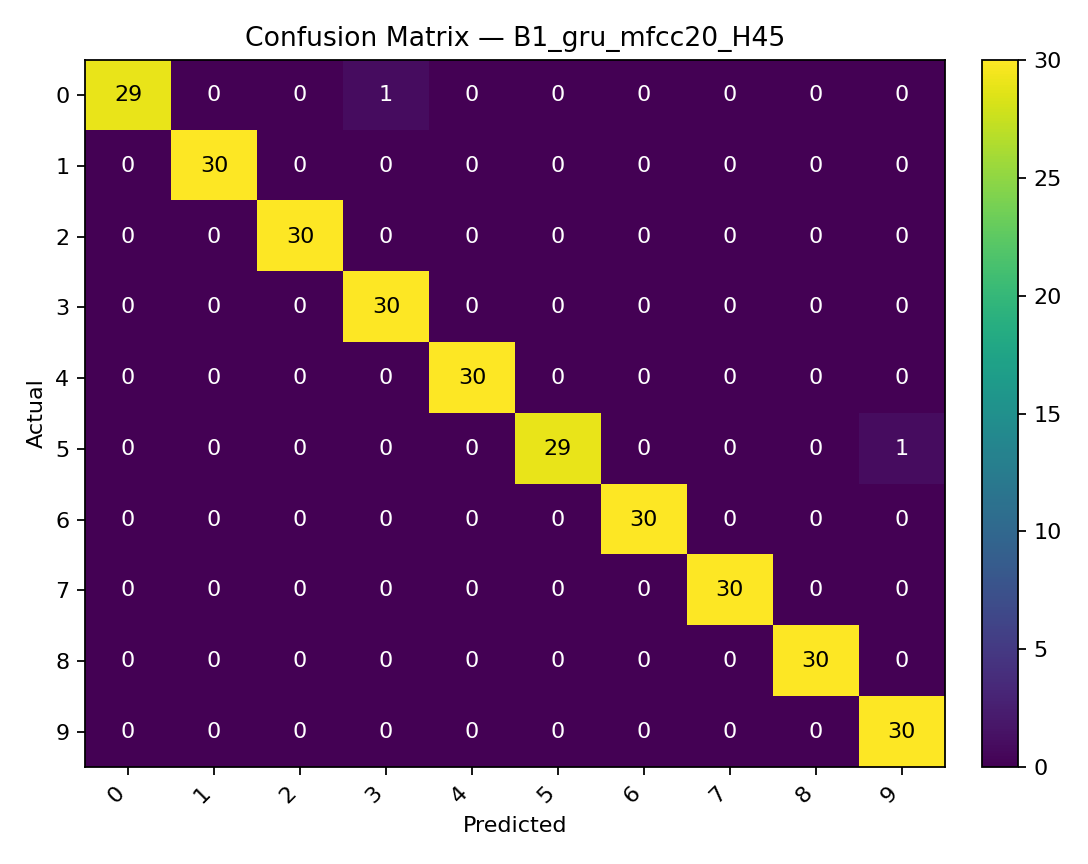 Confusion Matrix — B1_gru_mfcc20_H45
0 29 0 0 1 0 0 0 0 0 0
1 0 30 0 0 0 0 0 0 0 0
2 0 0 30 0 0 0 0 0 0 0
3 0 0 0 30 0 0 0 0 0 0
4 0 0 0 0 30 0 0 0 0 0
5 0 0 0 0 0 29 0 0 0 1
6 0 0 0 0 0 0 30 0 0 0
7 0 0 0 0 0 0 0 30 0 0
8 0 0 0 0 0 0 0 0 30 0
9 0 0 0 0 0 0 0 0 0 30
Actual
0 1 2 3 4 5 6 7 8 9
Predicted
30
25
20
15
10
5
0